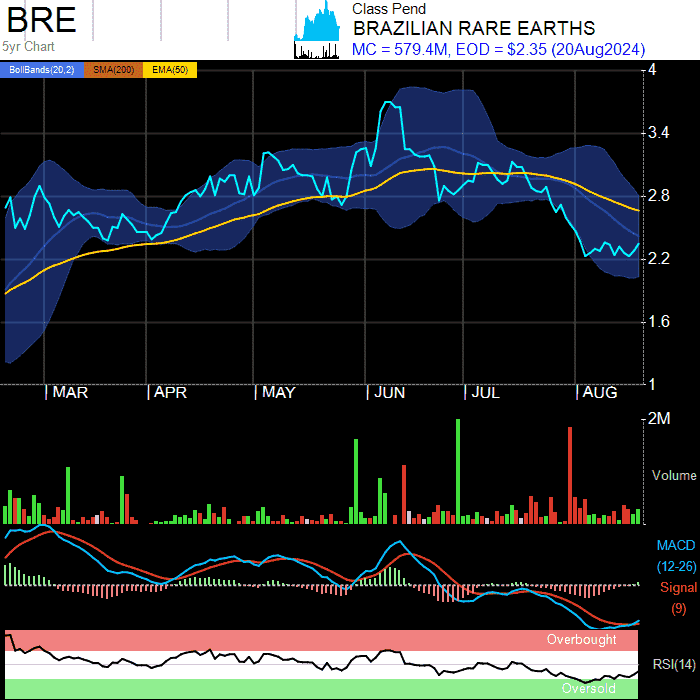 BRE
5yr Chart
Class Pend
BRAZILIAN RARE EARTHS
MC = 579.4M, EOD = $2.35 (20Aug2024)
BollBands(20,2) SMA(200) EMA(50)
4
3.4
2.8
2.2
1.6
1
MAR APR MAY JUN JUL AUG
2M
Volume
MACD
(12-26)
Signal
(9)
Overbought
RSI(14)
Oversold